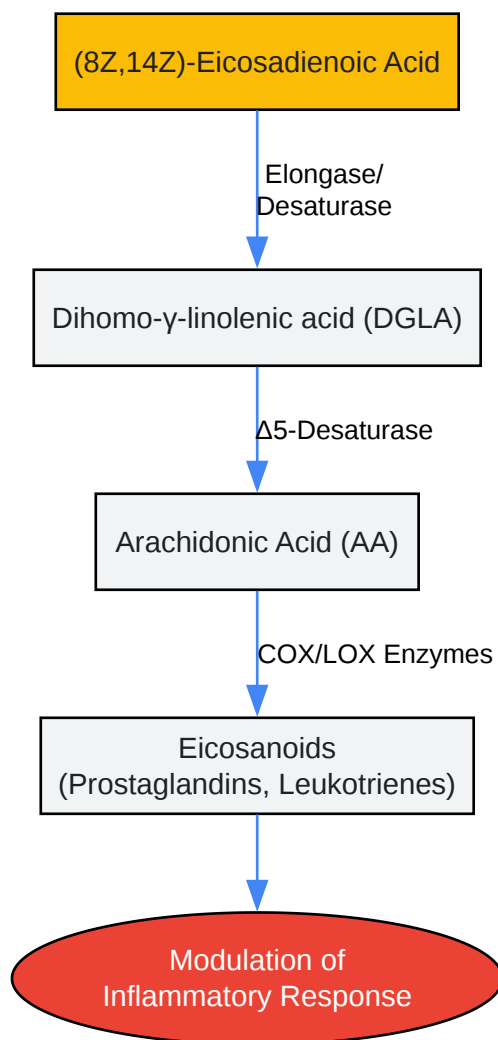 (8Z,14Z)-Eicosadienoic Acid
Elongase/
Desaturase
Dihomo-γ-linolenic acid (DGLA)
Δ5-Desaturase
Arachidonic Acid (AA)
COX/LOX Enzymes
Eicosanoids
(Prostaglandins, Leukotrienes)
Modulation of
Inflammatory Response